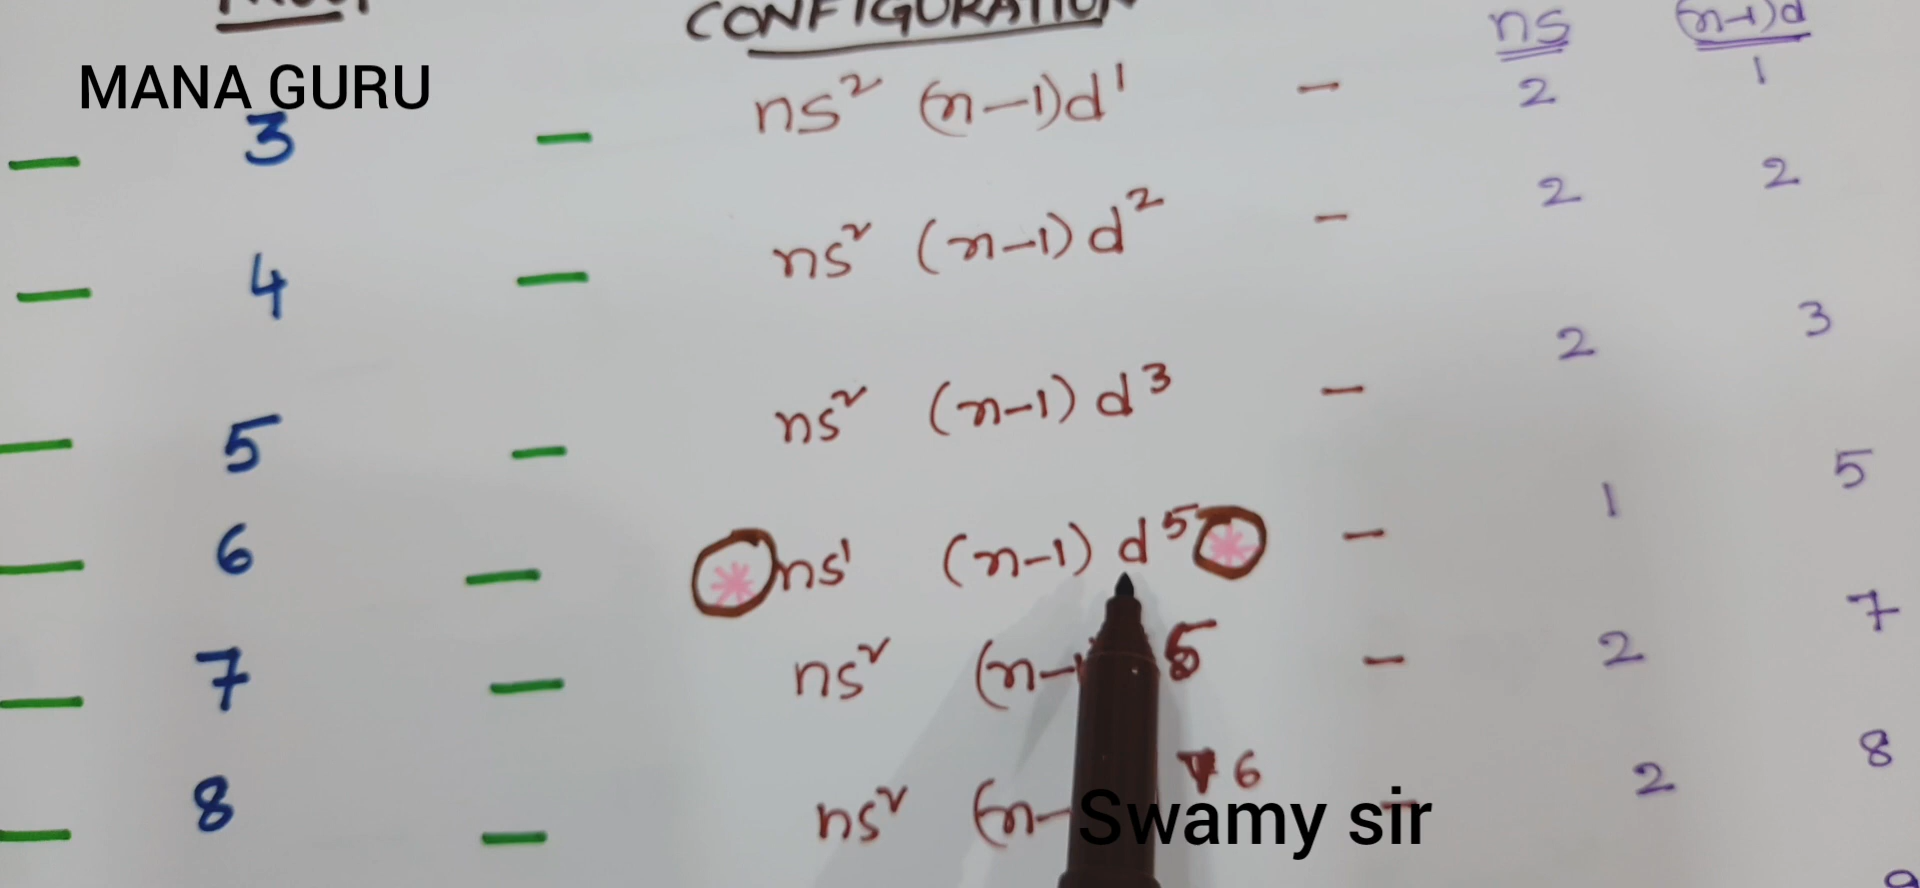 CONFIGURATION ns (n-1)d
MANA GURU
3 - ns² (n-1)d¹ - 2 1
4 - ns² (n-1)d² - 2 2
5 - ns² (n-1)d³ - 2 3
6 - ns¹ (n-1)d⁵ - 1 5
7 - ns² (n- 5 - 2 7
8 - ns² (n- 6 - 2 8
Swamy sir